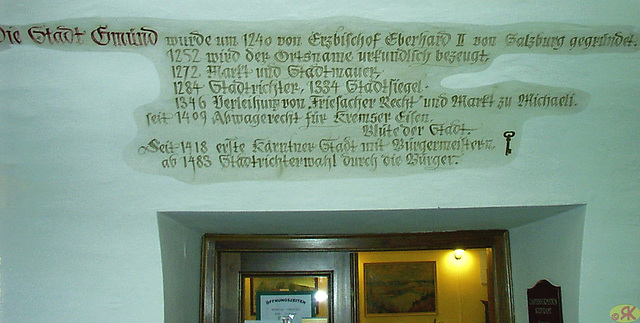 Die Stadt Gmünd wurde um 1240 von Erzbischof Eberhard II von Salzburg gegründet.
1252 wird der Ortsname urkundlich bezeugt,
1272 Markt und Stadtmauer,
1284 Stadtrichter, 1334 Stadtsiegel.
1346 Verleihung von Friesacher Recht und Markt zu Michaeli.
seit 1409 Abwagerecht für Kremser Eisen.
Blüte der Stadt.
Seit 1418 erste Kärntner Stadt mit Bürgermeistern
ab 1483 Stadtrichterwahl durch die Bürger.
ÖFFNUNGSZEITEN
RK